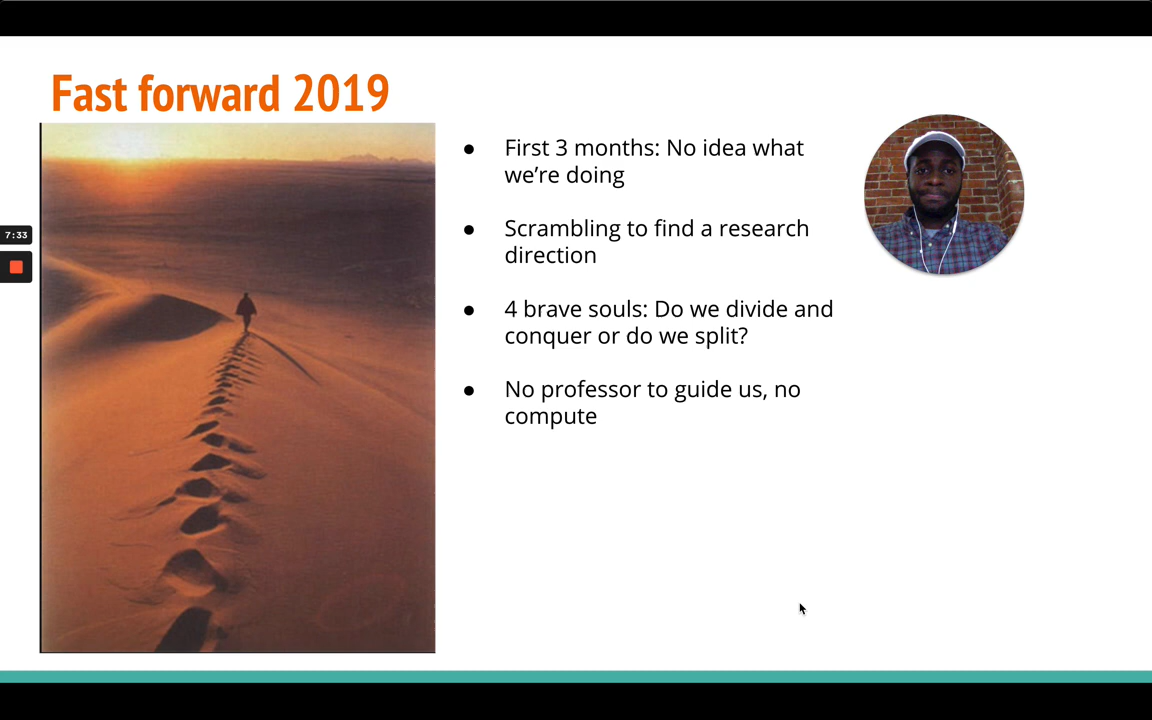 Fast forward 2019
First 3 months: No idea what
we're doing
Scrambling to find a research
direction
4 brave souls: Do we divide and
conquer or do we split?
No professor to guide us, no
compute
7:33